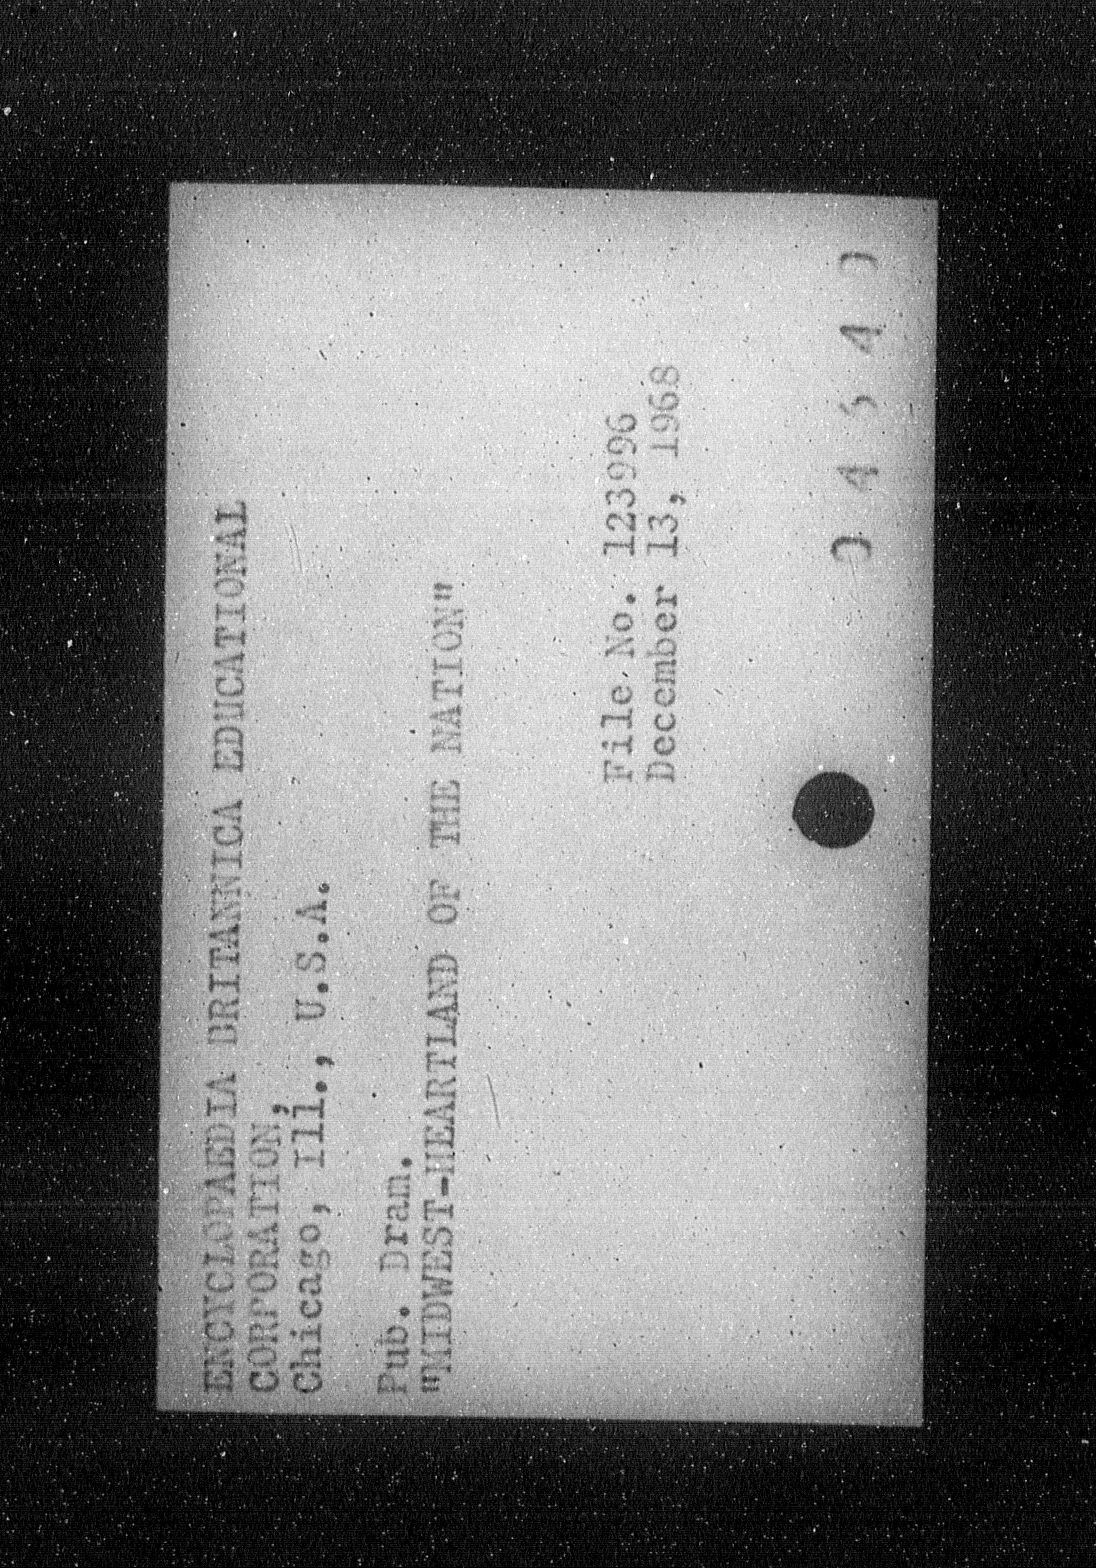 ENCYCLOPAEDIA BRITANNICA EDUCATIONAL
CORPORATION,
Chicago, Ill., U.S.A.
Pub. Dram.
"MIDWEST-HEARTLAND OF THE NATION"
File No. 123996
December 13, 1968